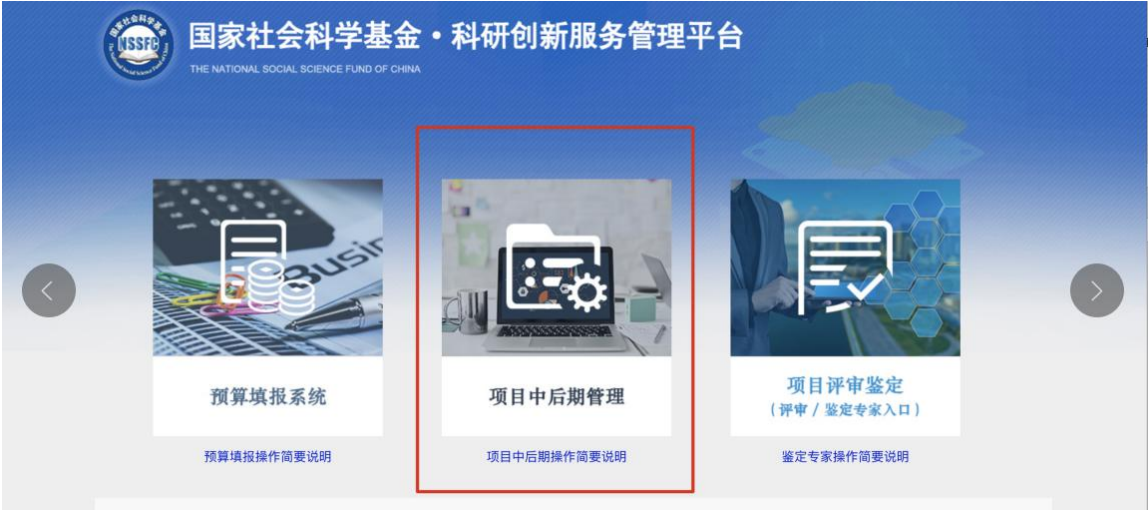 NSSFC
国家社会科学基金·科研创新服务管理平台
THE NATIONAL SOCIAL SCIENCE FUND OF CHINA
Busin
预算填报系统
项目中后期管理
项目评审鉴定
（评审 / 鉴定专家入口）
预算填报操作简要说明
项目中后期操作简要说明
鉴定专家操作简要说明